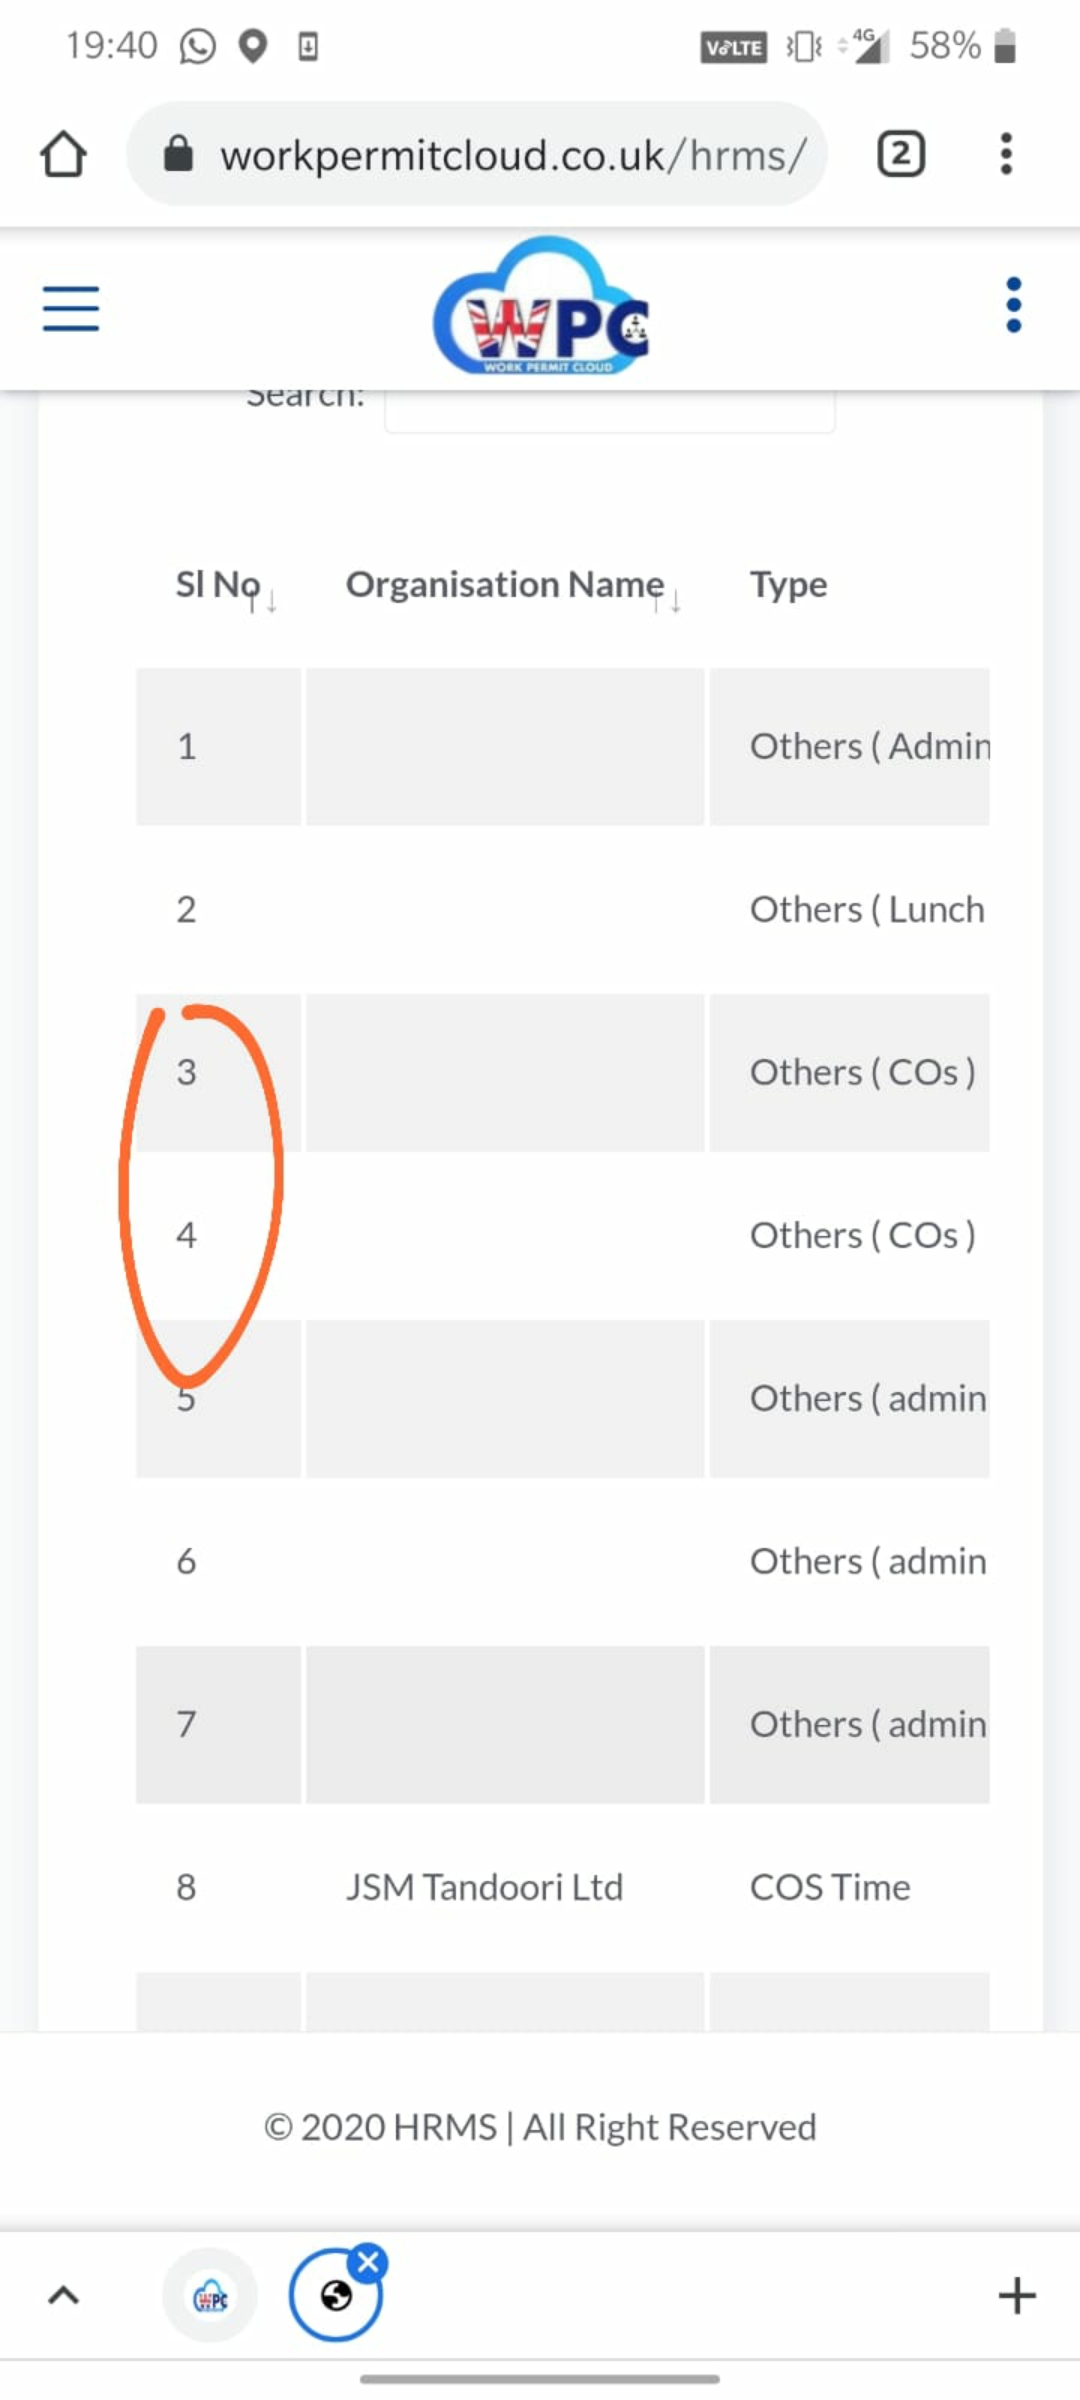 19:40 VoLTE 4G 58%
workpermitcloud.co.uk/hrms/ 2
WPC
WORK PERMIT CLOUD
Search:
Sl No Organisation Name Type
1 Others ( Admin
2 Others ( Lunch
3 Others ( COs )
4 Others ( COs )
5 Others ( admin
6 Others ( admin
7 Others ( admin
8 JSM Tandoori Ltd COS Time
© 2020 HRMS | All Right Reserved
WPC